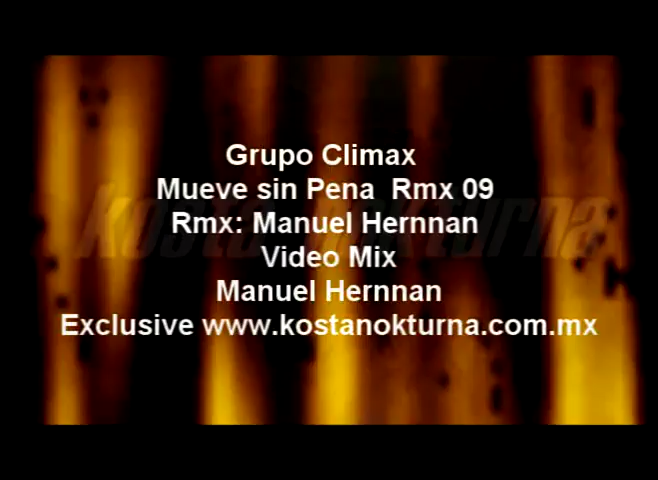 Grupo Climax
Mueve sin Pena  Rmx 09
kostanokturna
Rmx: Manuel Hernnan
Video Mix
Manuel Hernnan
Exclusive www.kostanokturna.com.mx